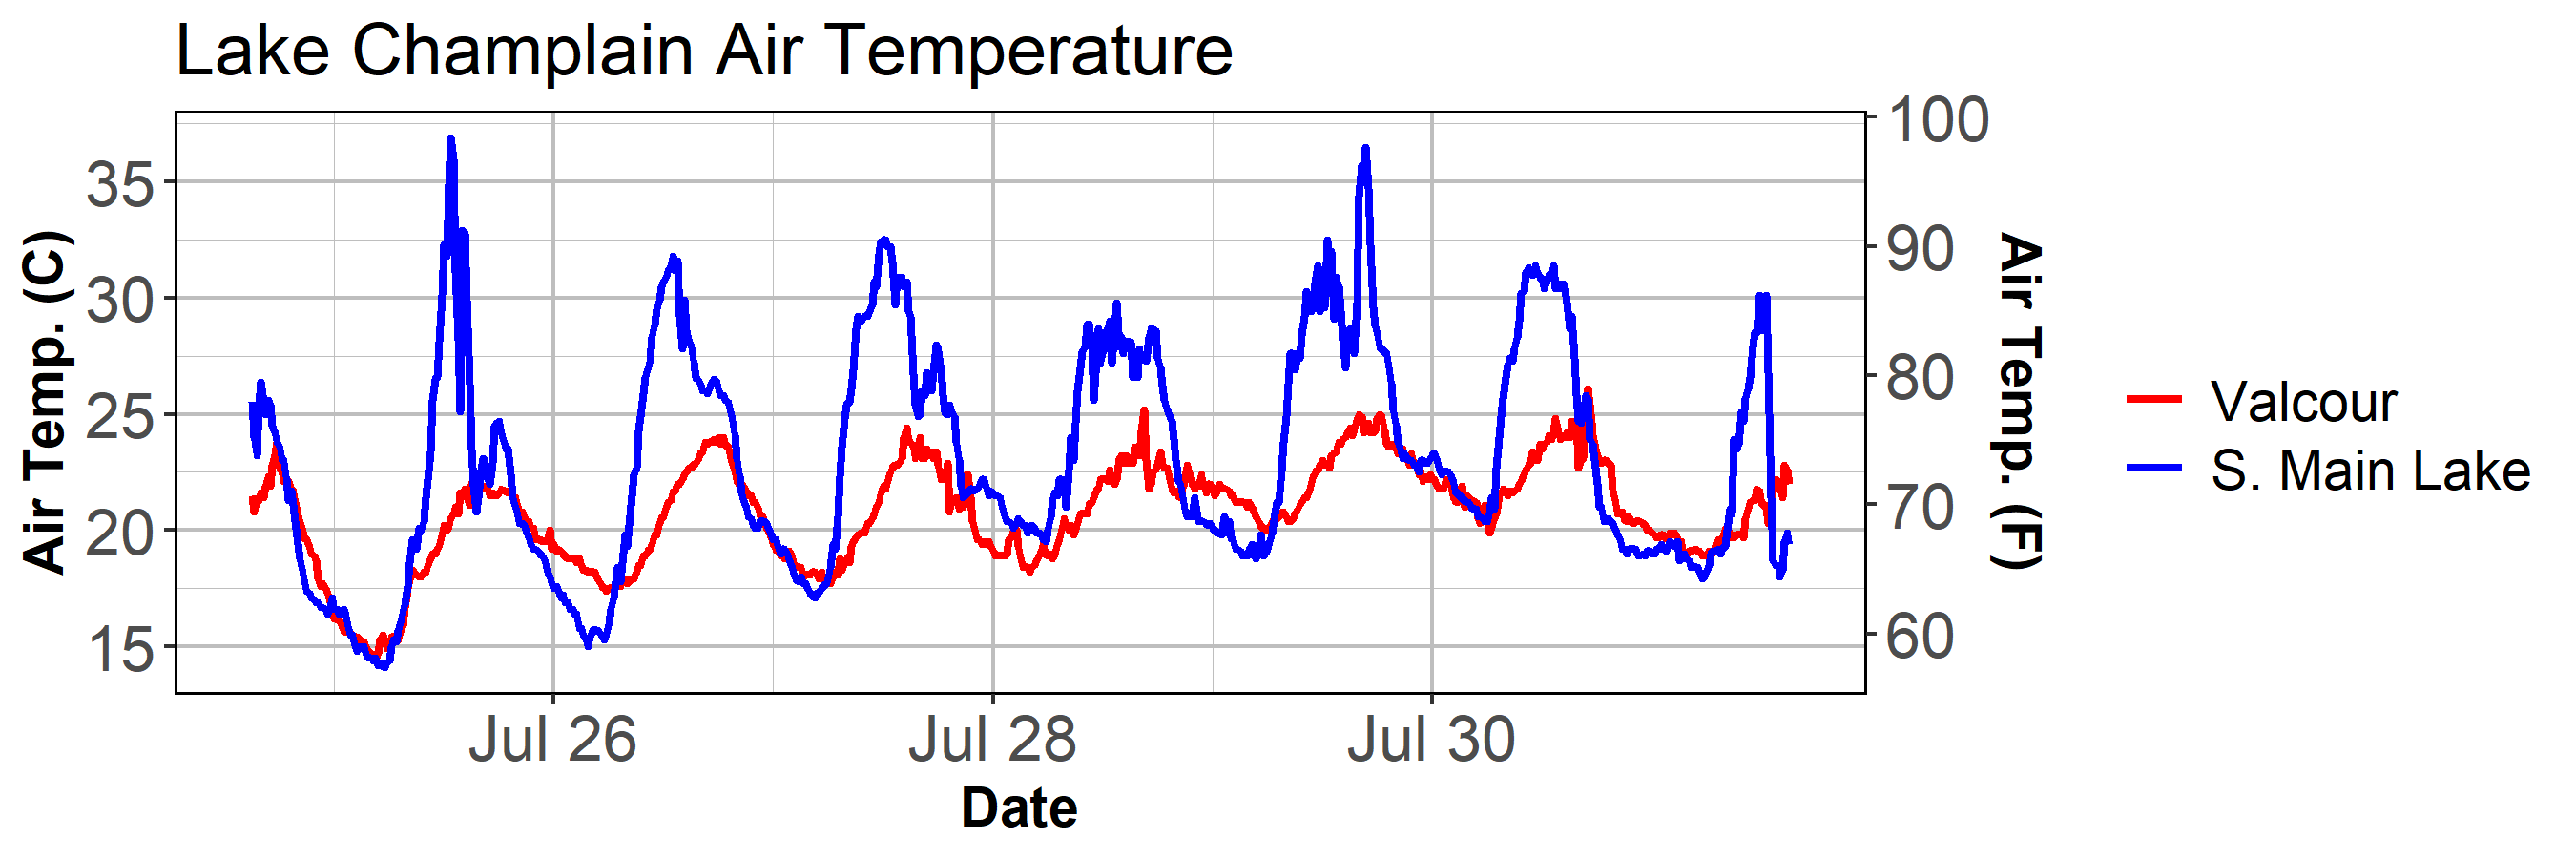 Lake Champlain Air Temperature
Air Temp. (C)
35
30
25
20
15
100
90
80
70
60
Air Temp. (F)
Jul 26
Jul 28
Jul 30
Date
Valcour
S. Main Lake